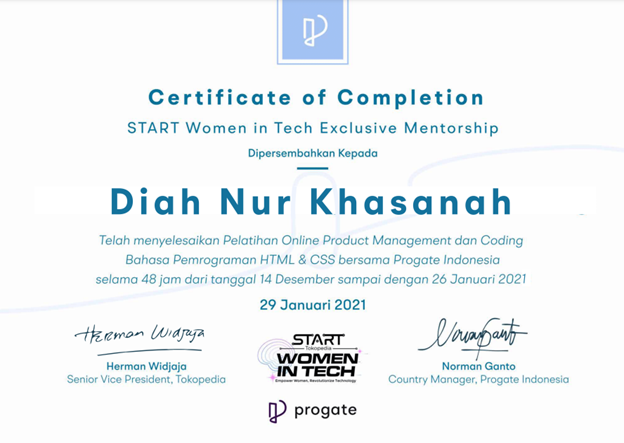 Certificate of Completion
START Women in Tech Exclusive Mentorship
Dipersembahkan Kepada
Diah Nur Khasanah
Telah menyelesaikan Pelatihan Online Product Management dan Coding
Bahasa Pemrograman HTML & CSS bersama Progate Indonesia
selama 48 jam dari tanggal 14 Desember sampai dengan 26 Januari 2021
29 Januari 2021
Herman Widjaja
START
Tokopedia
WOMEN
IN TECH
Empower Women, Revolutionize Technology
Herman Widjaja
Senior Vice President, Tokopedia
Norman Ganto
Country Manager, Progate Indonesia
progate